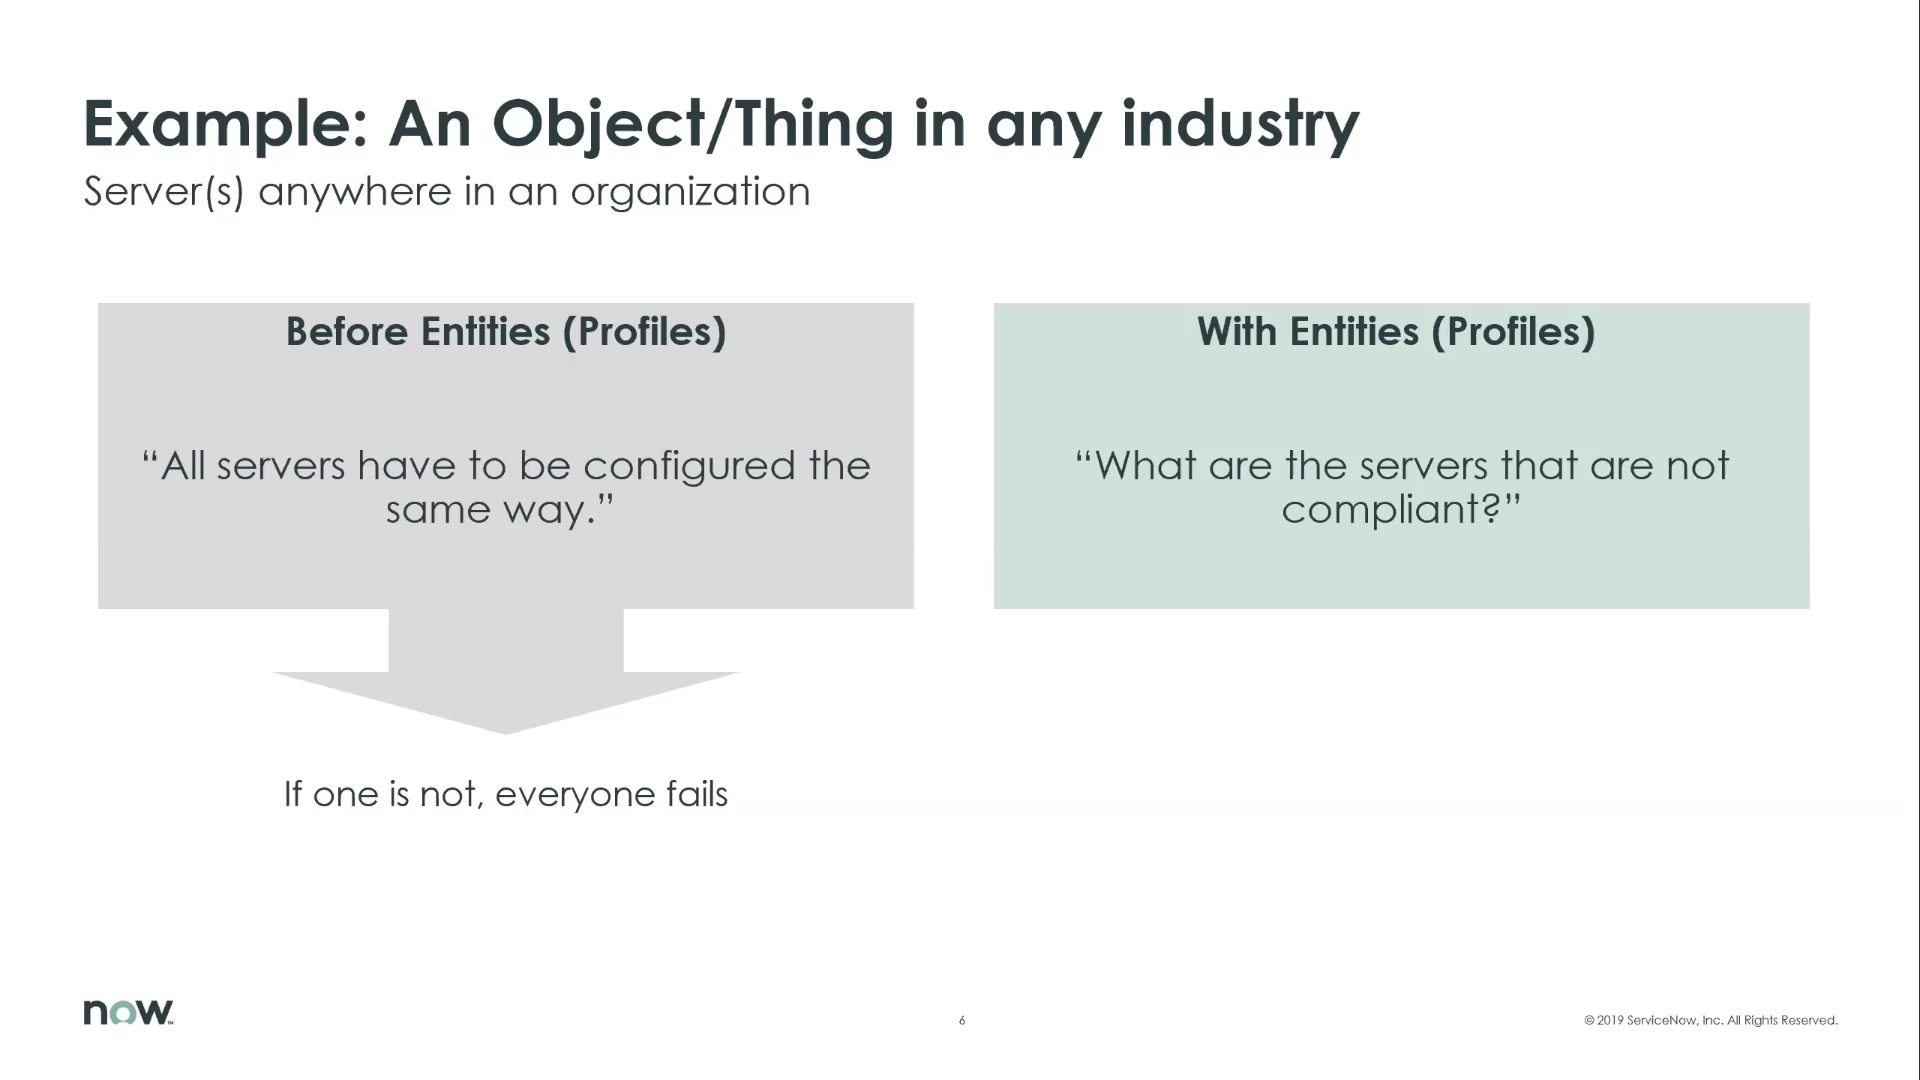 Example: An Object/Thing in any industry
Server(s) anywhere in an organization
Before Entities (Profiles)
“All servers have to be configured the
same way.”
If one is not, everyone fails
With Entities (Profiles)
“What are the servers that are not
compliant?”
now™
6
© 2019 ServiceNow, Inc. All Rights Reserved.